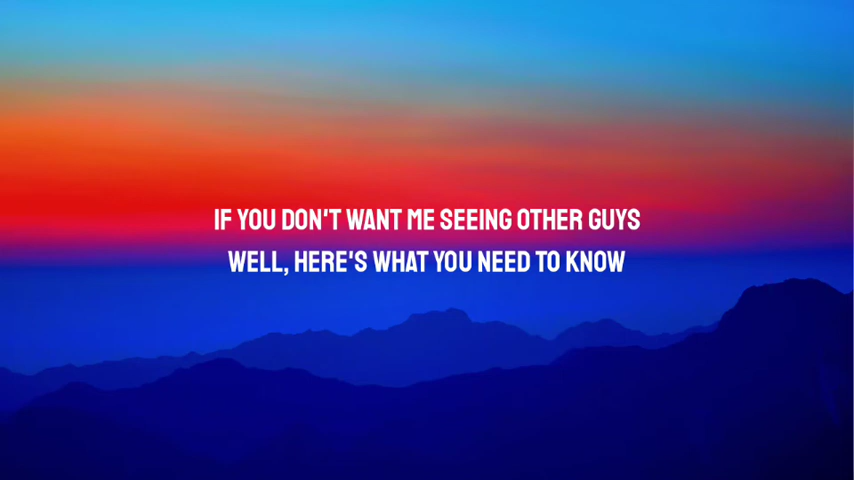 IF YOU DON'T WANT ME SEEING OTHER GUYS
WELL, HERE'S WHAT YOU NEED TO KNOW